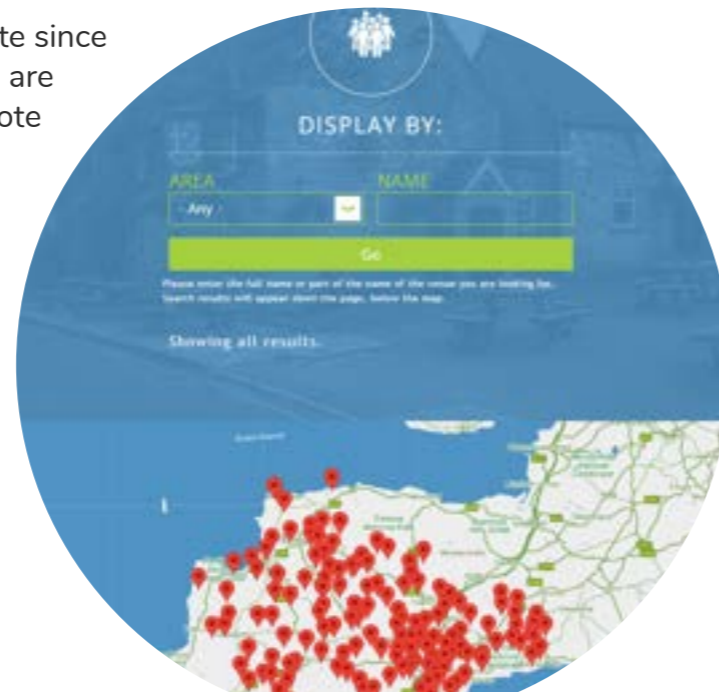 te since
are
ote
DISPLAY BY:
AREA
NAME
- Any -
Go
Please enter the full name or part of the name of the venue you are looking for.
Search results will appear down the page, below the map.
Showing all results.